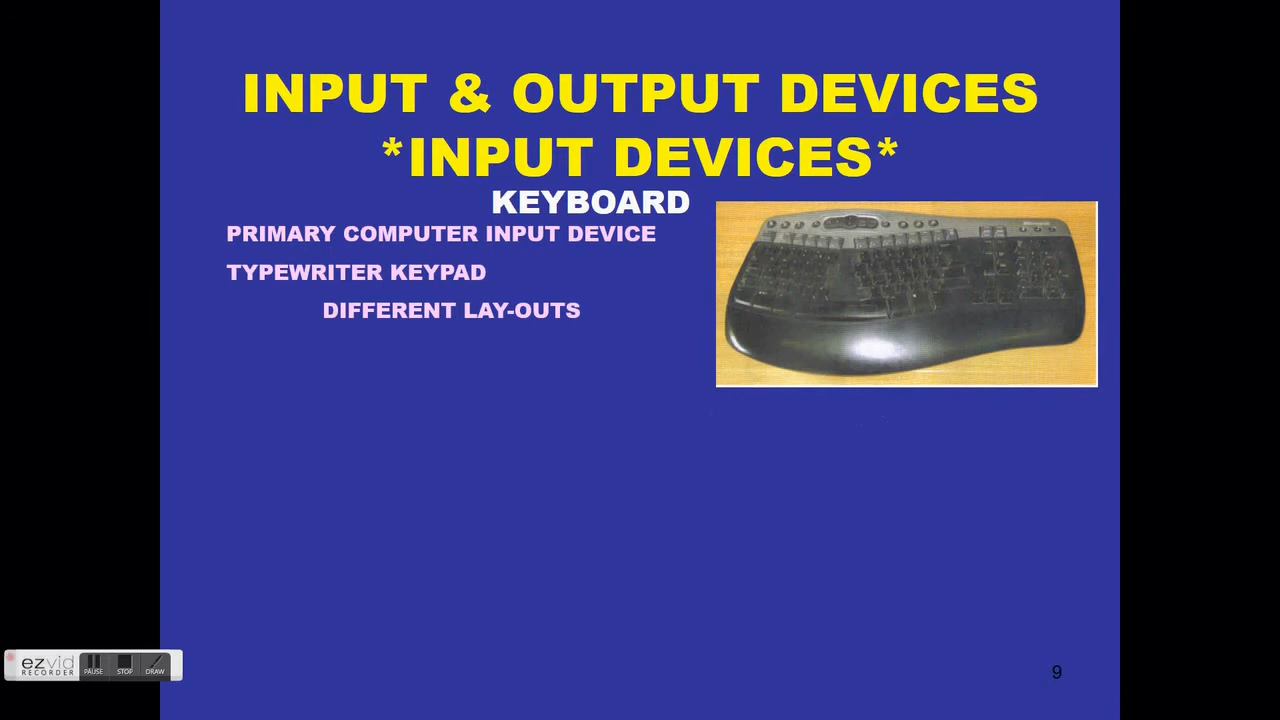 INPUT & OUTPUT DEVICES
*INPUT DEVICES*
KEYBOARD
PRIMARY COMPUTER INPUT DEVICE
TYPEWRITER KEYPAD
DIFFERENT LAY-OUTS
ezvid
RECORDER
PAUSE STOP DRAW
9